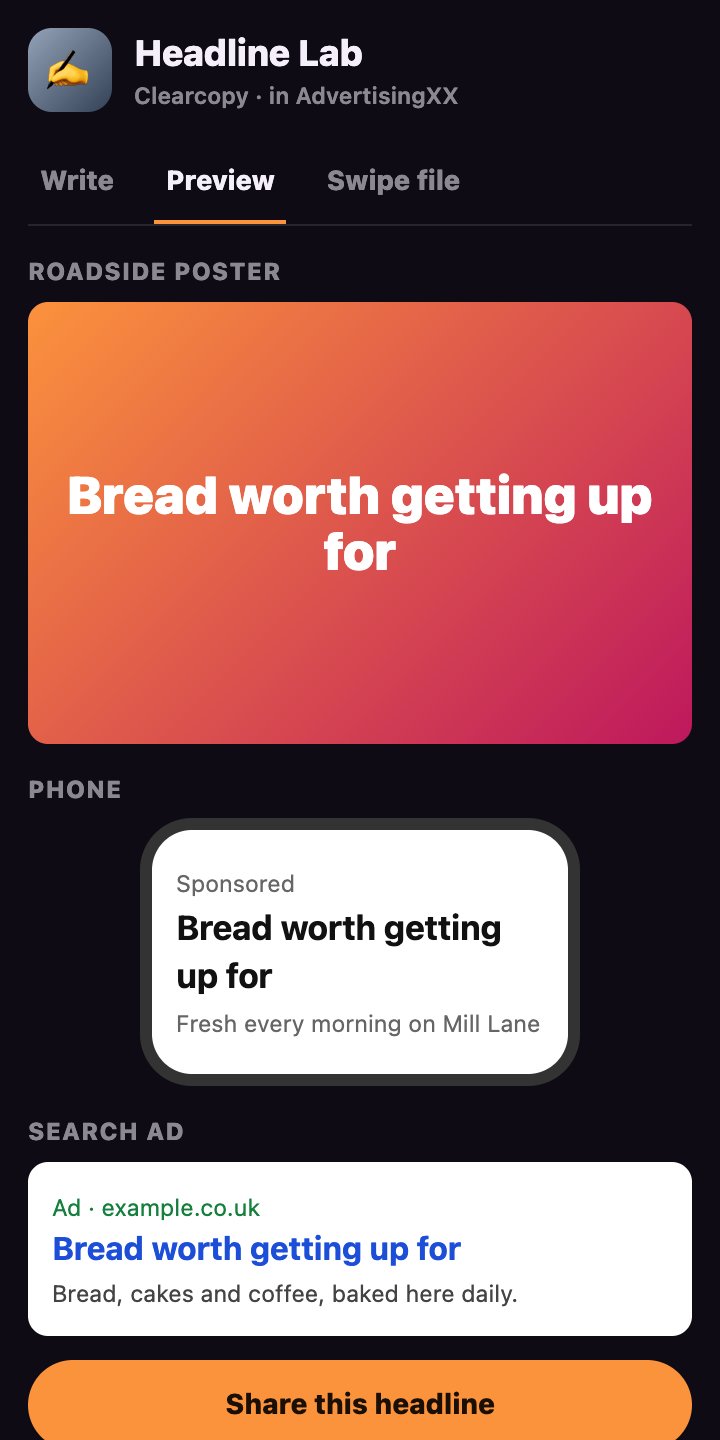 Headline Lab
Clearcopy · in AdvertisingXX
Write Preview Swipe file
ROADSIDE POSTER
Bread worth getting up
for
PHONE
Sponsored
Bread worth getting
up for
Fresh every morning on Mill Lane
SEARCH AD
Ad · example.co.uk
Bread worth getting up for
Bread, cakes and coffee, baked here daily.
Share this headline